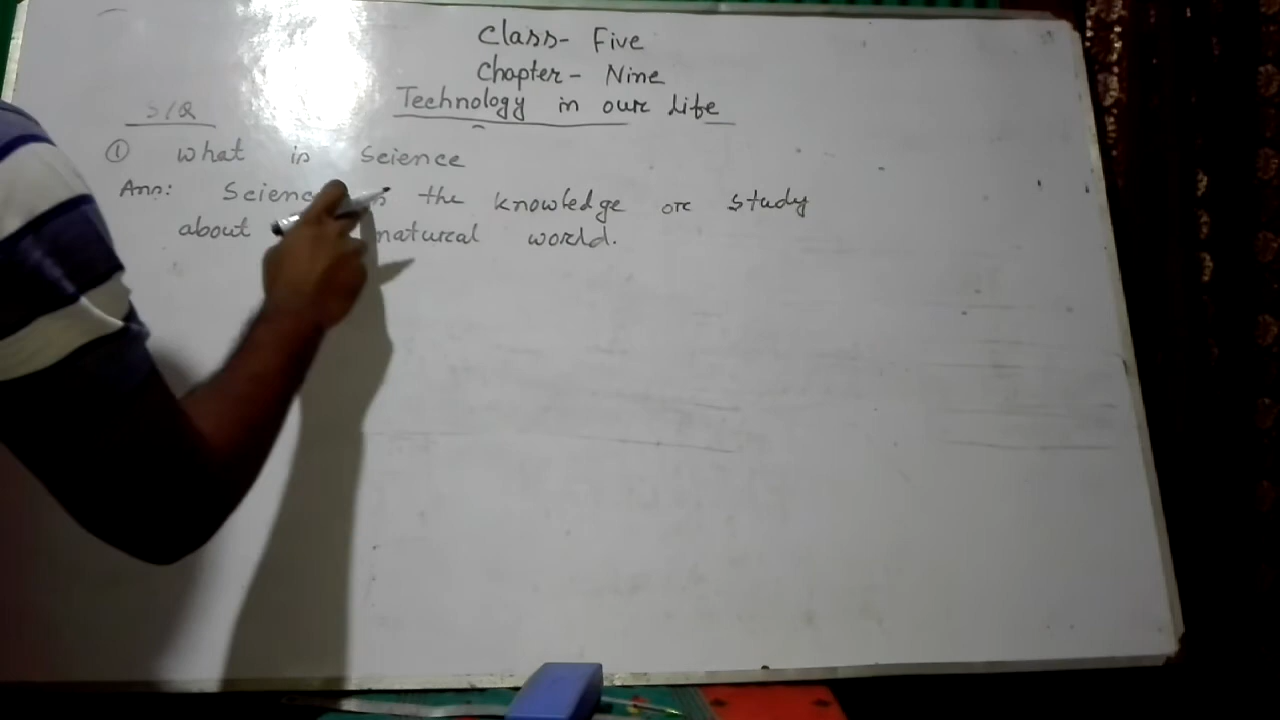 Class- Five
Chapter- Nine
Technology in our Life
S/Q
① What is Science
Ans: Science is the knowledge or study
about natural world.